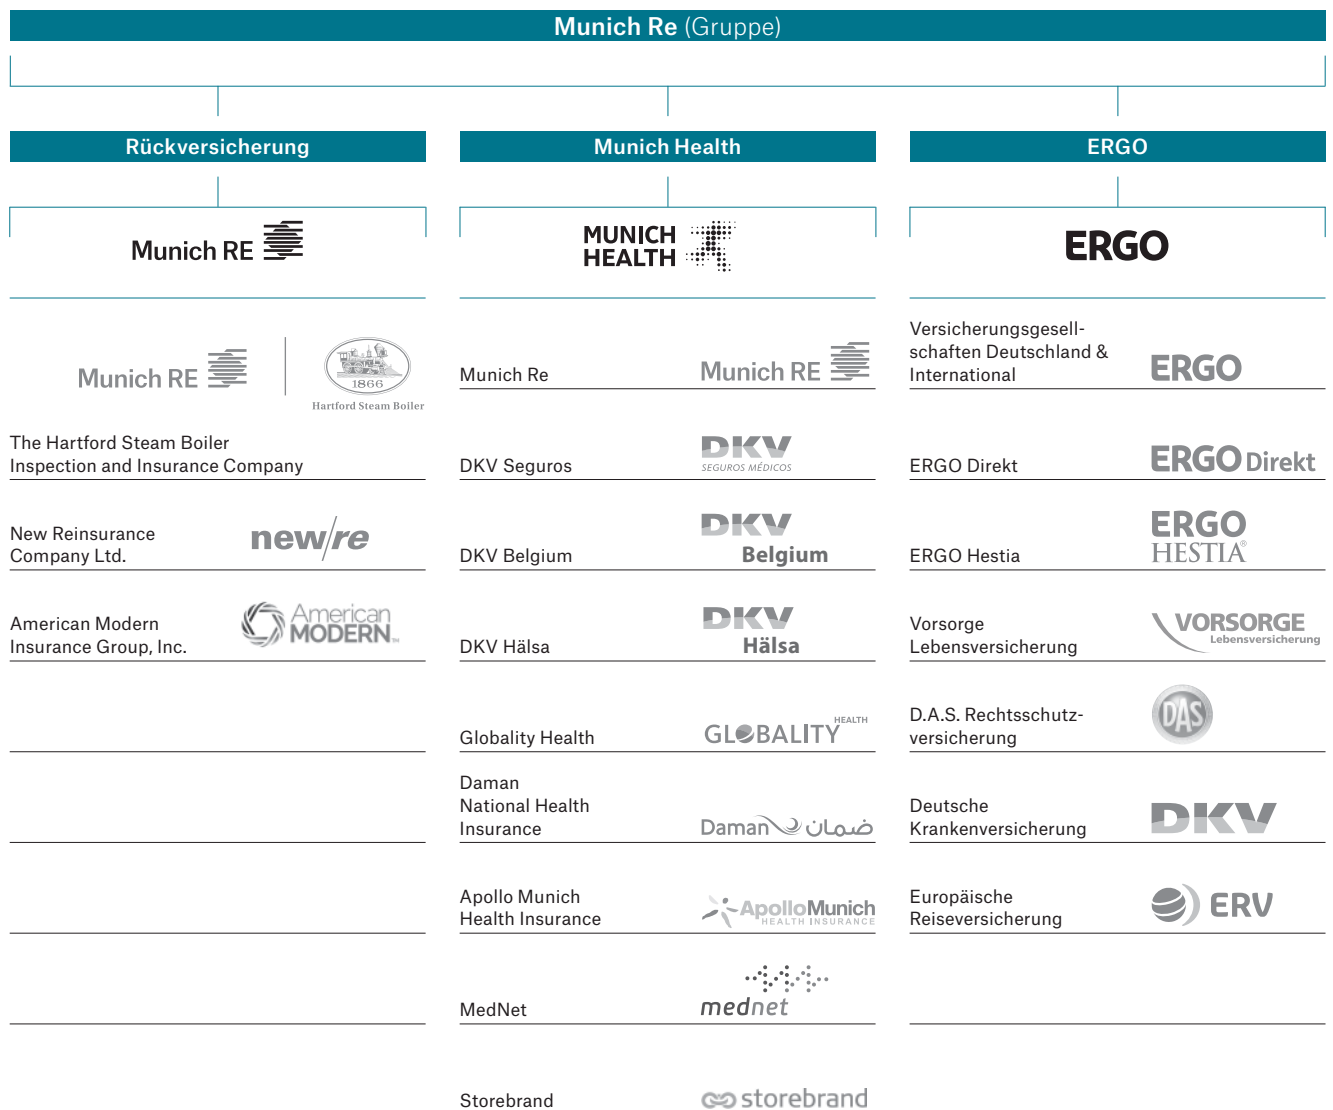 Munich Re (Gruppe)
Rückversicherung
Munich RE
Munich RE
1866
Hartford Steam Boiler
The Hartford Steam Boiler
Inspection and Insurance Company
New Reinsurance
Company Ltd.
new/re
American Modern
Insurance Group, Inc.
American
MODERN™
Munich Health
MUNICH
HEALTH
Munich Re
Munich RE
DKV Seguros
DKV
SEGUROS MÉDICOS
DKV Belgium
DKV
Belgium
DKV Hälsa
DKV
Hälsa
Globality Health
GLOBALITY HEALTH
Daman
National Health
Insurance
Daman ضمان
Apollo Munich
Health Insurance
ApolloMunich
HEALTH INSURANCE
MedNet
mednet
Storebrand
storebrand
ERGO
ERGO
Versicherungsgesell-
schaften Deutschland &
International
ERGO
ERGO Direkt
ERGO Direkt
ERGO Hestia
ERGO
HESTIA®
Vorsorge
Lebensversicherung
VORSORGE
Lebensversicherung
D.A.S. Rechtsschutz-
versicherung
DAS
Deutsche
Krankenversicherung
DKV
Europäische
Reiseversicherung
ERV